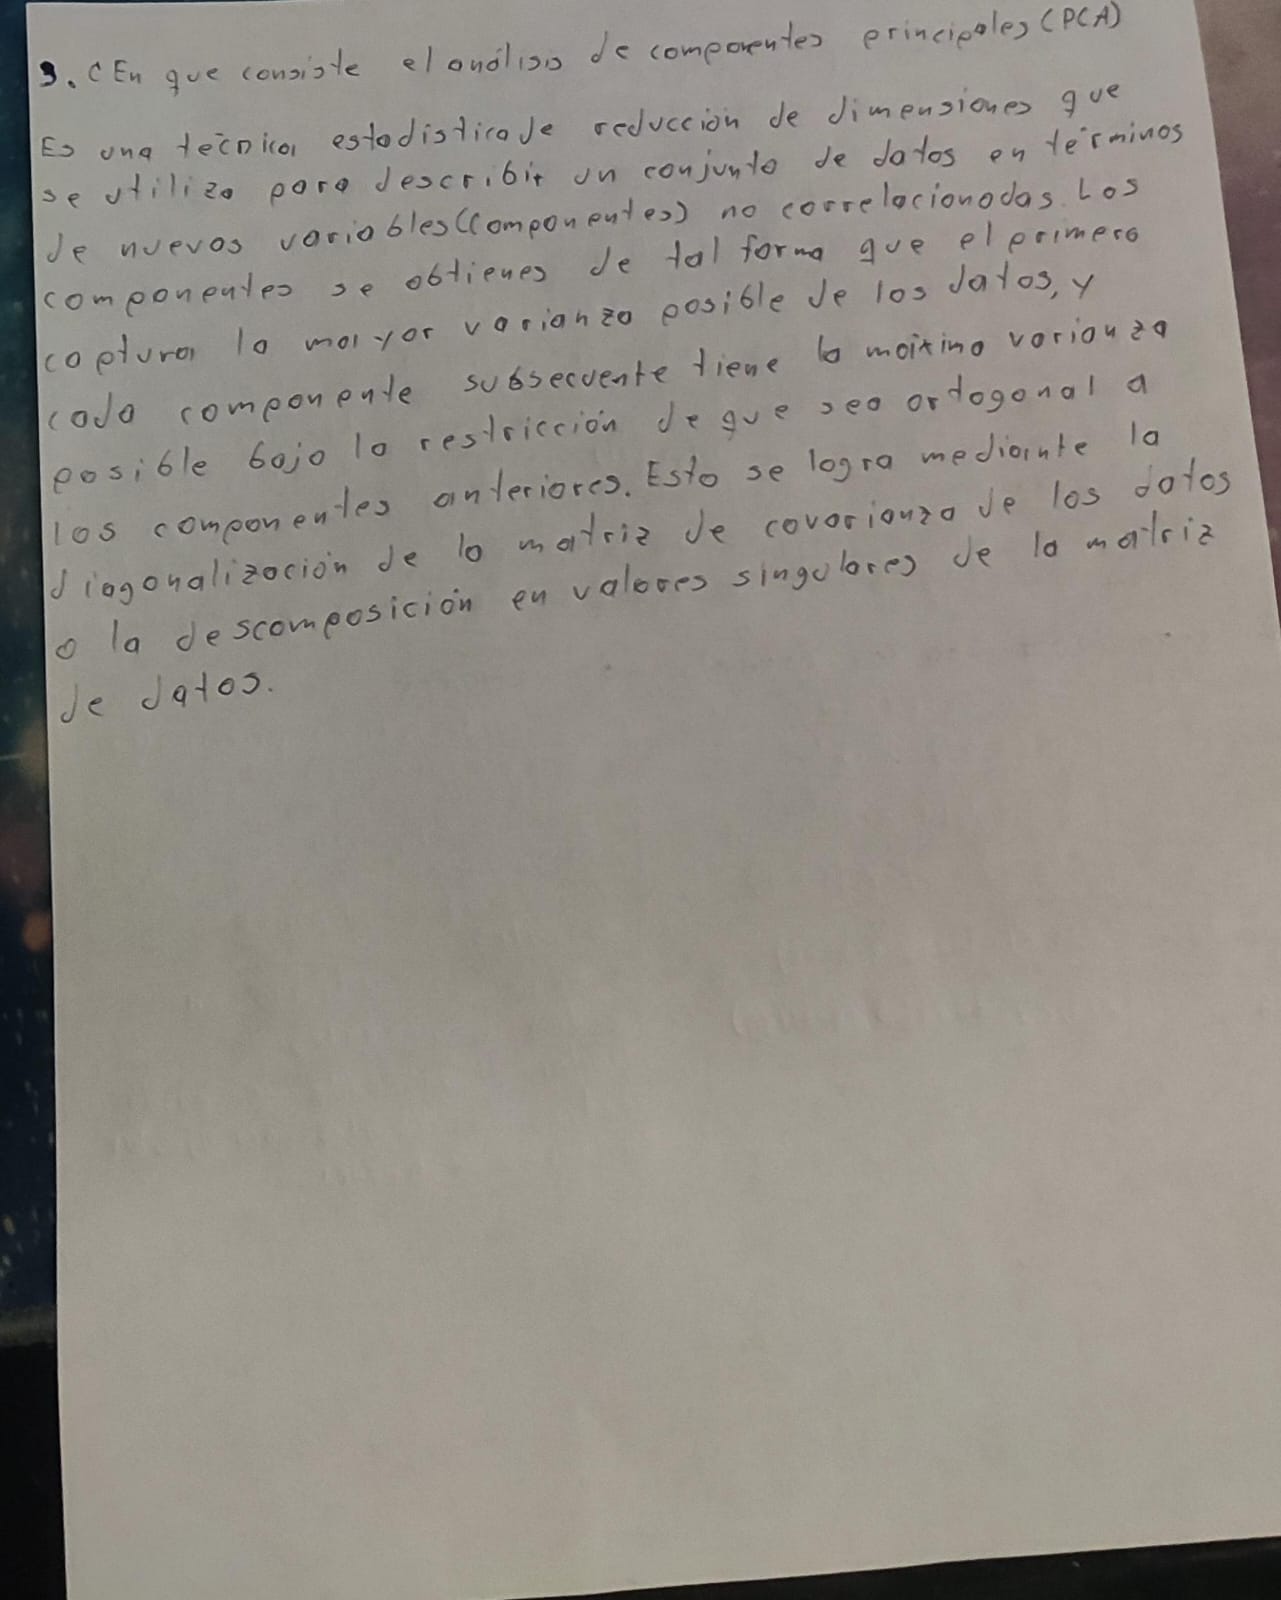 3. ¿En que consiste el análisis de componentes principales (PCA)
Es una técnica estadistica de reducción de dimensiones que
se utiliza para describir un conjunto de datos en términos
de nuevas variables (componentes) no correlacionadas. Los
componentes se obtienes de tal forma que el primero
captura la mayor varianza posible de los datos, y
cada componente subsecuente tiene la máxima varianza
posible bajo la restricción de que sea ortogonal a
los componentes anteriores. Esto se logra mediante la
diagonalización de la matriz de covarianza de los datos
o la descomposición en valores singulares de la matriz
de datos.